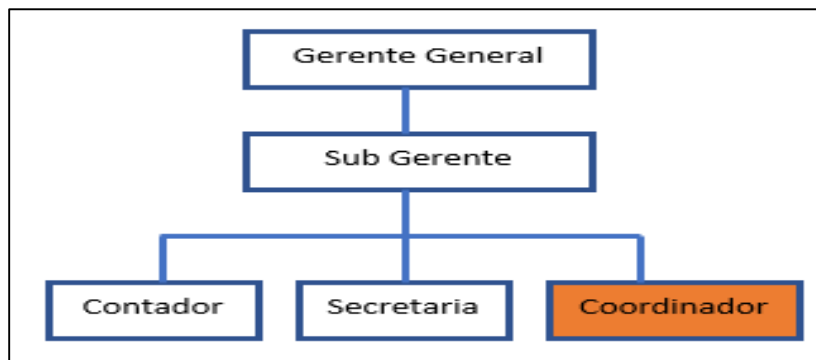 Gerente General
Sub Gerente
Contador
Secretaria
Coordinador